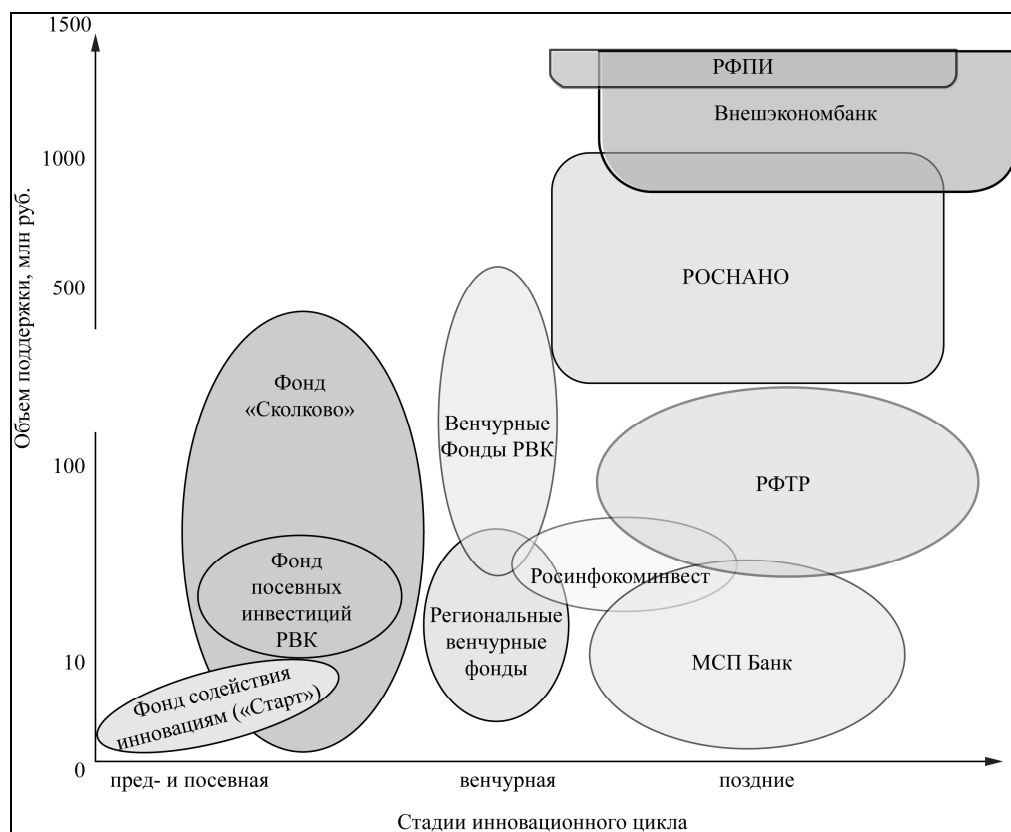 1500
РФПИ
Внешэкономбанк
1000
Объем поддержки, млн руб.
РОСНАНО
500
Фонд
«Сколково»
Венчурные
Фонды РВК
100
РФТР
Фонд
посевных
инвестиций
РВК
Росинфокоминвест
Региональные
венчурные
фонды
10
МСП Банк
Фонд содействия
инновациям («Старт»)
0
пред- и посевная
венчурная
поздние
Стадии инновационного цикла